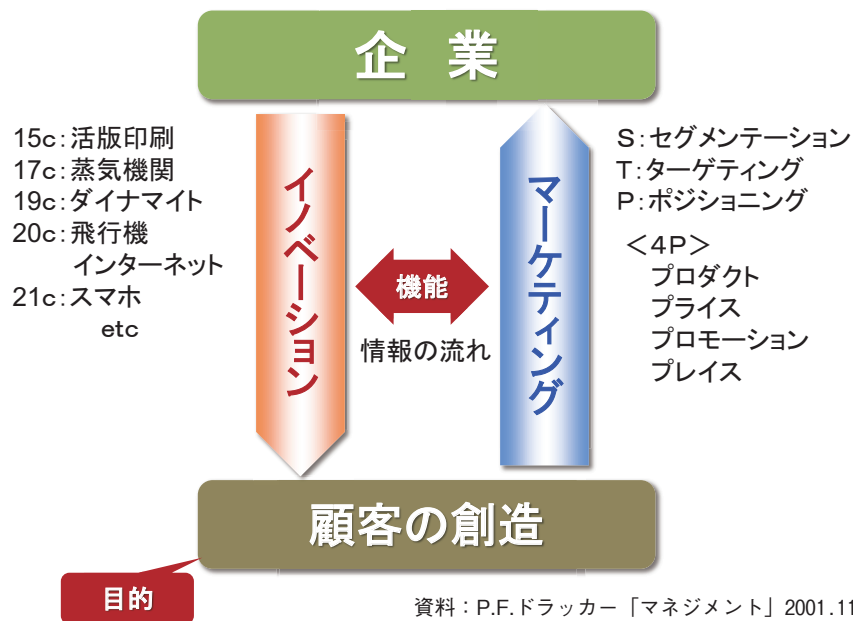 企 業
15c：活版印刷
17c：蒸気機関
19c：ダイナマイト
20c：飛行機
インターネット
21c：スマホ
etc
イノベーション
機能
情報の流れ
マーケティング
S：セグメンテーション
T：ターゲティング
P：ポジショニング
＜4P＞
プロダクト
プライス
プロモーション
プレイス
顧客の創造
目的
資料：P.F.ドラッカー「マネジメント」2001.11